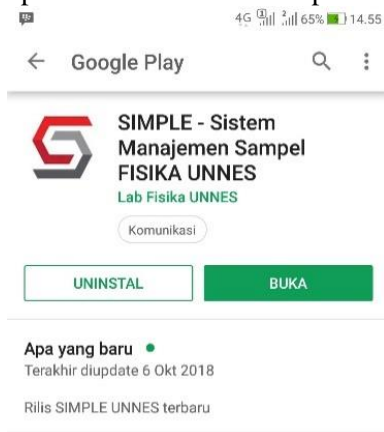 4G 65% 14.55
Google Play
SIMPLE - Sistem
Manajemen Sampel
FISIKA UNNES
Lab Fisika UNNES
Komunikasi
UNINSTAL
BUKA
Apa yang baru
Terakhir diupdate 6 Okt 2018
Rilis SIMPLE UNNES terbaru